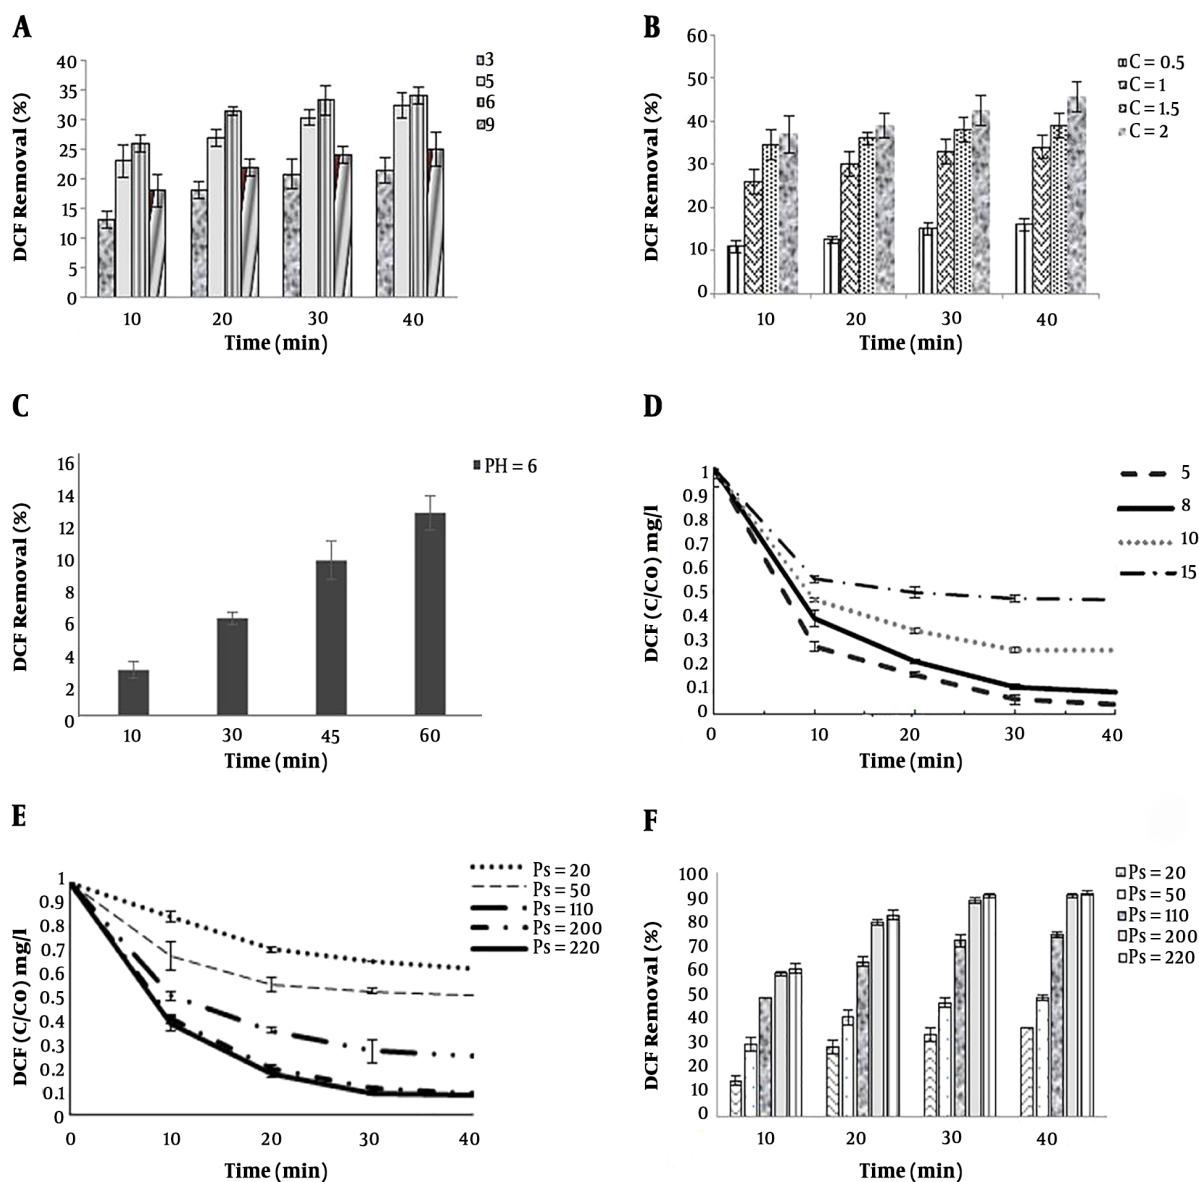 A
DCF Removal (%)
40
35
30
25
20
15
10
5
0
10 20 30 40
Time (min)
3
5
6
9
B
DCF Removal (%)
60
50
40
30
20
10
0
10 20 30 40
Time (min)
C = 0.5
C = 1
C = 1.5
C = 2
C
DCF Removal (%)
16
14
12
10
8
6
4
2
0
10 30 45 60
Time (min)
PH = 6
D
DCF (C/C0) mg/l
1
0.9
0.8
0.7
0.6
0.5
0.4
0.3
0.2
0.1
0
0 10 20 30 40
Time (min)
5
8
10
15
E
DCF (C/C0) mg/l
1
0.9
0.8
0.7
0.6
0.5
0.4
0.3
0.2
0.1
0
0 10 20 30 40
Time (min)
Ps = 20
Ps = 50
Ps = 110
Ps = 200
Ps = 220
F
DCF Removal (%)
100
90
80
70
60
50
40
30
20
10
0
10 20 30 40
Time (min)
Ps = 20
Ps = 50
Ps = 110
Ps = 200
Ps = 220